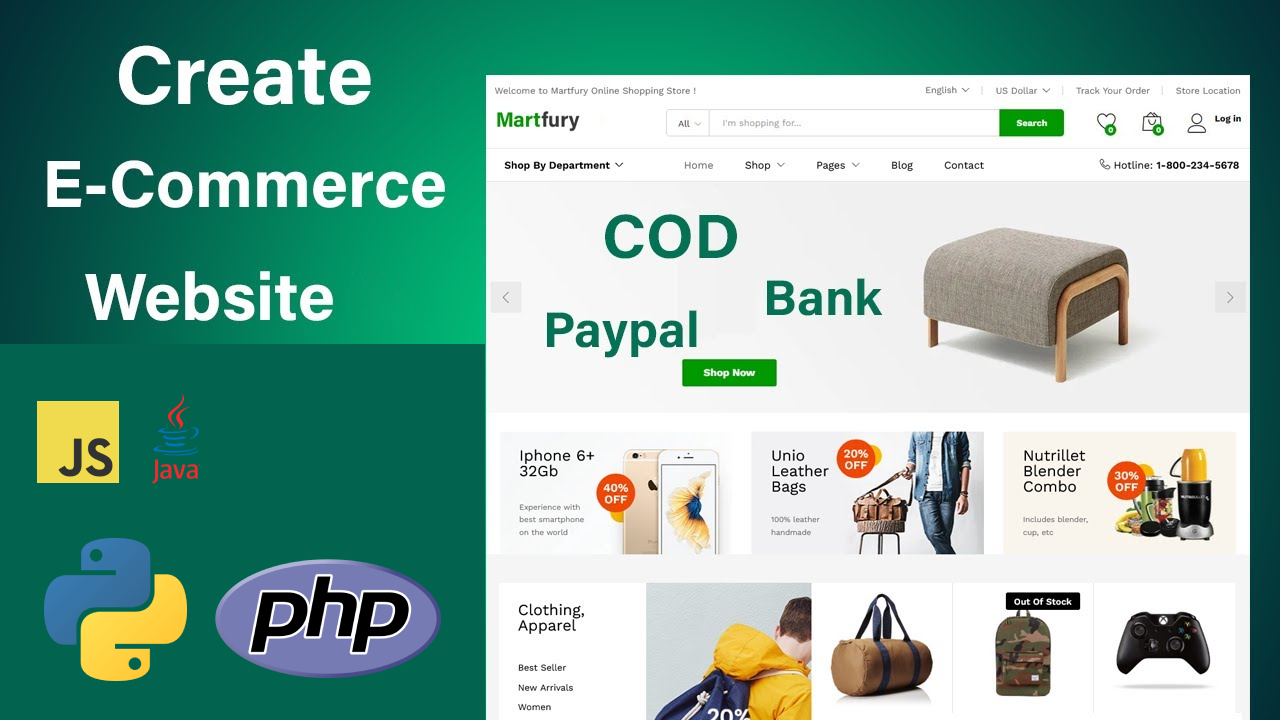 Create
E-Commerce
Website
JS
Java
php
Welcome to Martfury Online Shopping Store !
English
US Dollar
Track Your Order
Store Location
Martfury
All
I'm shopping for...
Search
0
0
Log in
Shop By Department
Home
Shop
Pages
Blog
Contact
Hotline: 1-800-234-5678
COD
Bank
Paypal
Shop Now
Iphone 6+
32Gb
40%
OFF
Experience with
best smartphone
on the world
Unio
Leather
Bags
20%
OFF
100% leather
handmade
Nutrillet
Blender
Combo
30%
OFF
Includes blender,
cup, etc
NUTRIBULLET
Clothing,
Apparel
Best Seller
New Arrivals
Women
20%
Out Of Stock